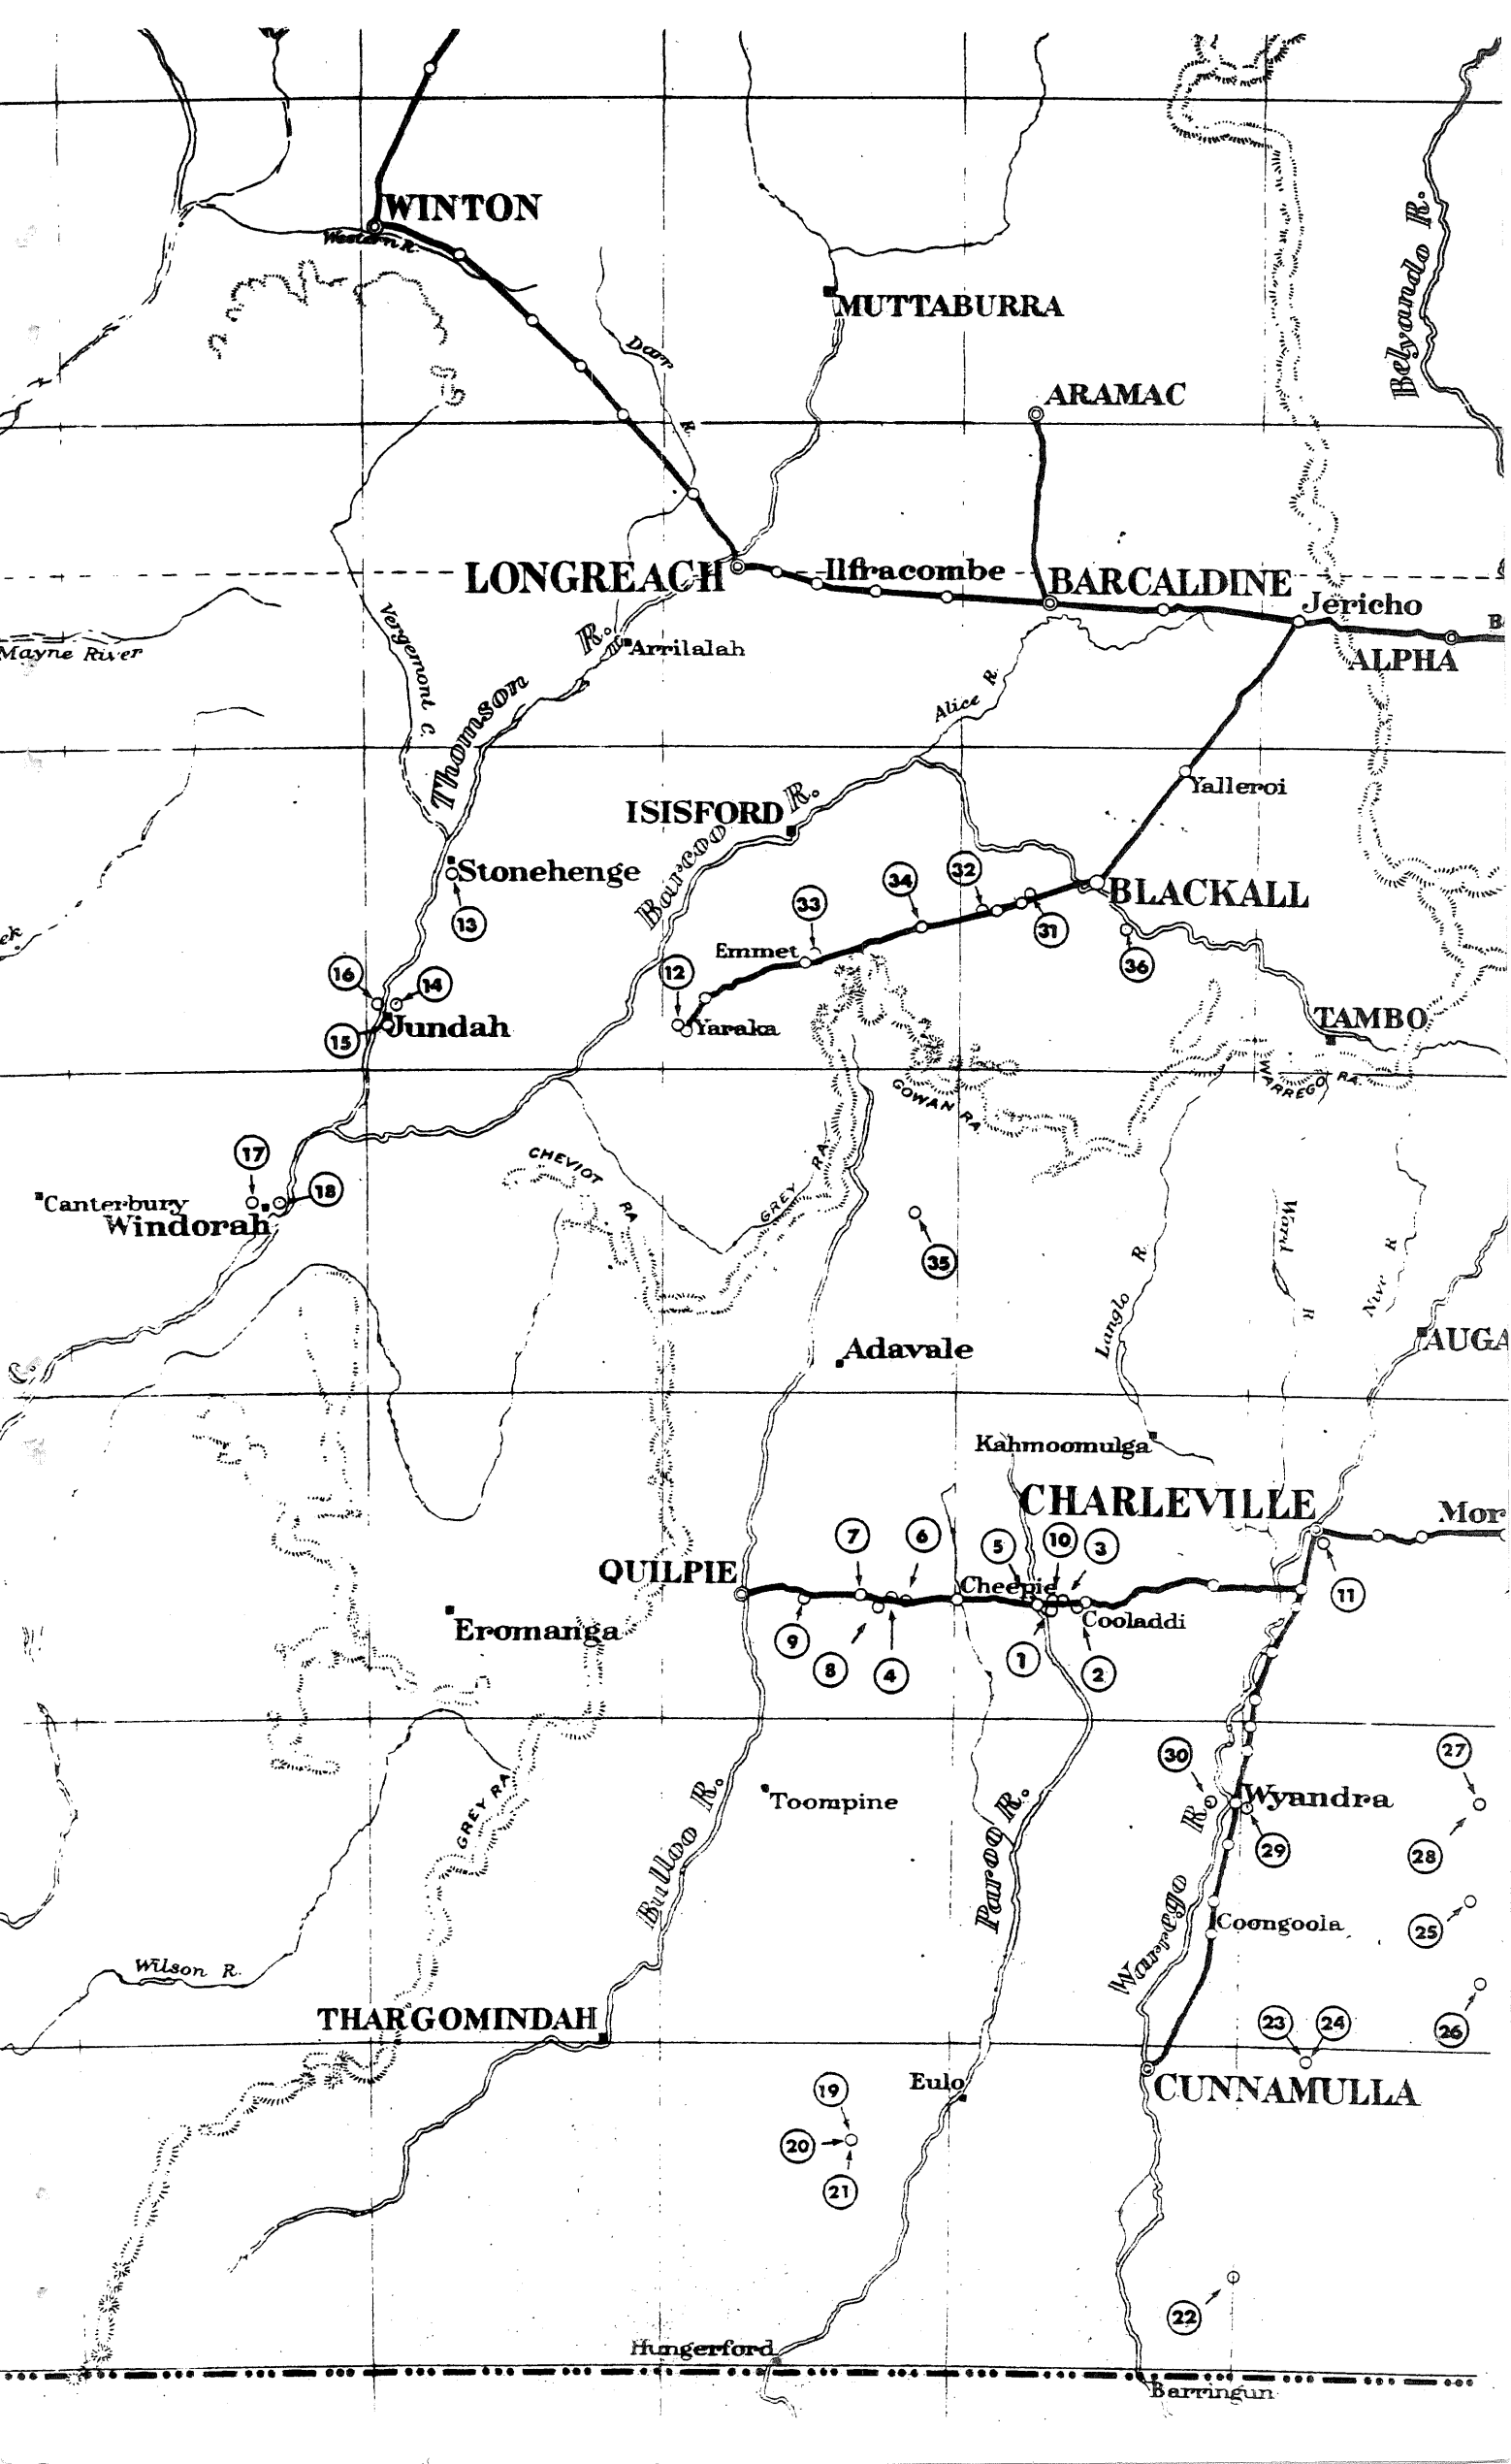 WINTON
Western R.
MUTTABURRA
Belyando R.
Darr
R.
ARAMAC
LONGREACH
Ilfracombe
BARCALDINE
Jericho
ALPHA
Mayne River
Vergemont C.
Thomson R.
Arrilalah
Alice R.
Yalleroi
ISISFORD
Barcoo R.
Stonehenge
13
34
32
33
BLACKALL
31
36
Emmet
12
Yaraka
16
14
15
Jundah
TAMBO
GOWAN RA
WARREGO RA.
17
18
Canterbury
Windorah
CHEVIOT RA
GREY RA.
35
Langlo R
Ward R
Nive R
Adavale
AUGA
Kahmoomulga
CHARLEVILLE
Mor
QUILPIE
7
6
5
10
3
Cheepie
Cooladdi
11
9
8
4
1
2
Eromanga
GREY RA.
Bulloo R.
Toompine
Paroo R.
30
27
Wyandra
29
28
Warrego R.
Coongoola
25
Wilson R.
THARGOMINDAH
23
24
26
CUNNAMULLA
Eulo
19
20
21
22
Hungerford
Barringun